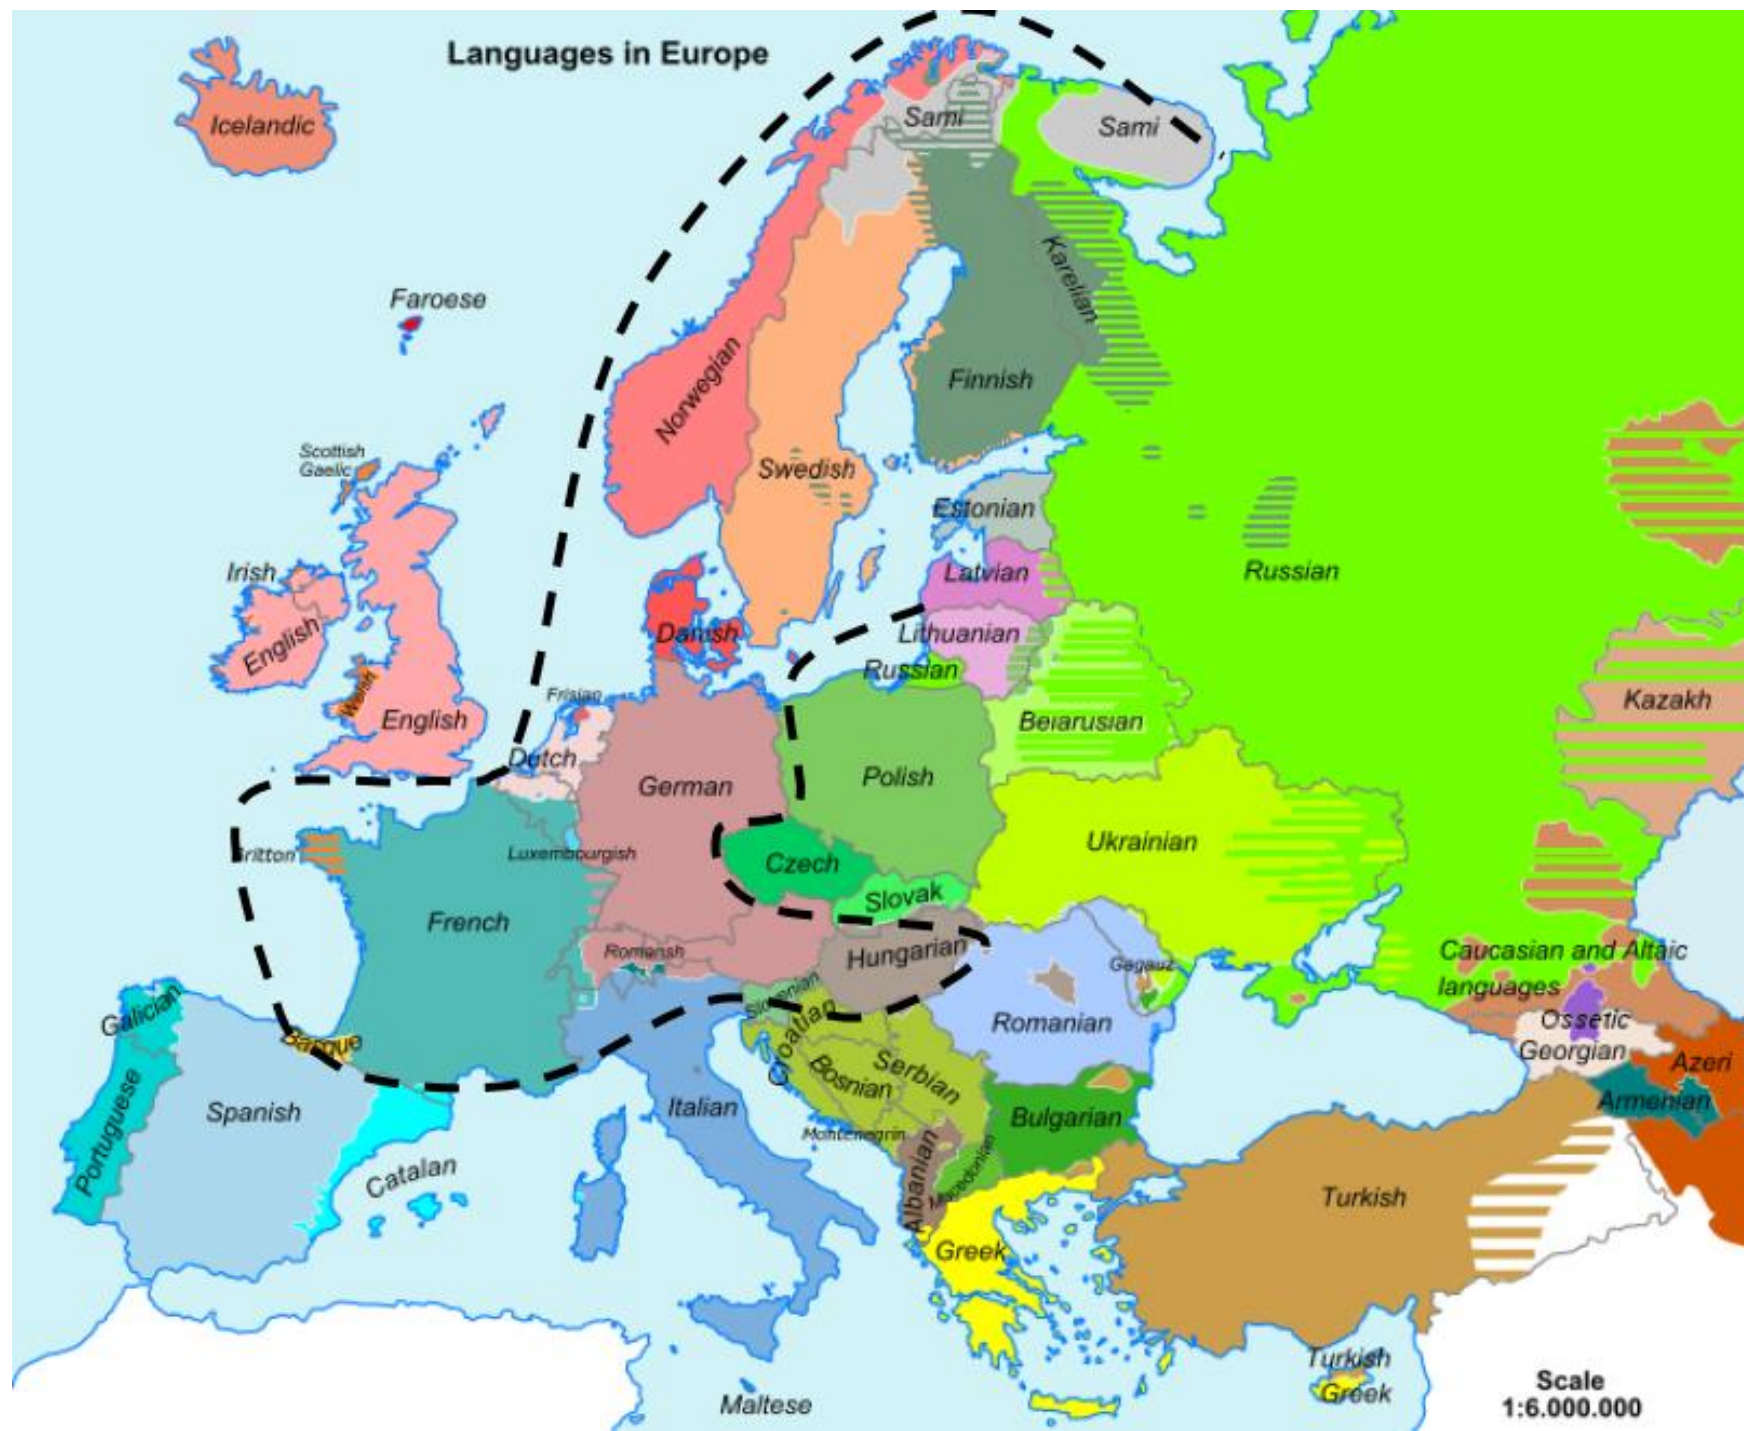 Languages in Europe
Icelandic
Sami
Sami
Faroese
Karelian
Norwegian
Finnish
Scottish
Gaelic
Swedish
Estonian
Irish
Latvian
Russian
English
Danish
Lithuanian
Russian
Welsh
English
Frisian
Kazakh
Dutch
German
Polish
Belarusian
Ukrainian
Britton
Luxembourgish
Czech
Slovak
French
Romansh
Hungarian
Caucasian and Altaic
languages
Gagauz
Galician
Slovenian
Croatian
Romanian
Ossetic
Basque
Georgian
Azeri
Bosnian
Serbian
Portuguese
Spanish
Italian
Bulgarian
Armenian
Montenegrin
Catalan
Albanian
Macedonian
Turkish
Greek
Turkish
Greek
Maltese
Scale
1:6.000.000